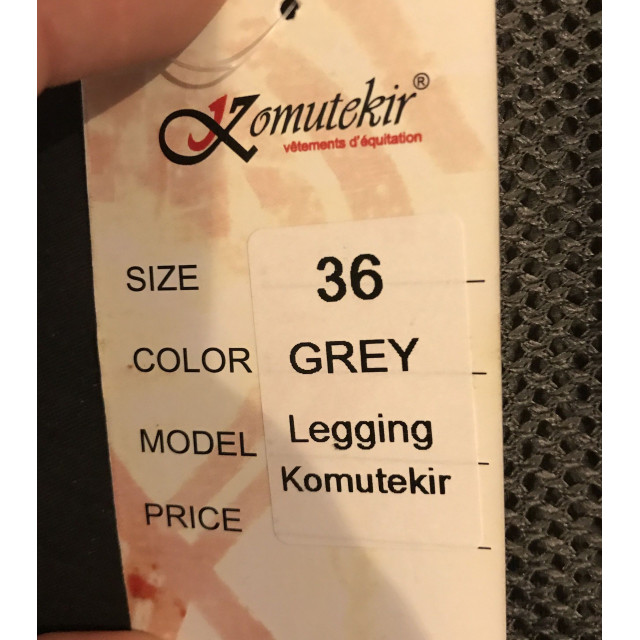 Komutekir®
vêtements d'équitation
SIZE 36
COLOR GREY
MODEL Legging
Komutekir
PRICE